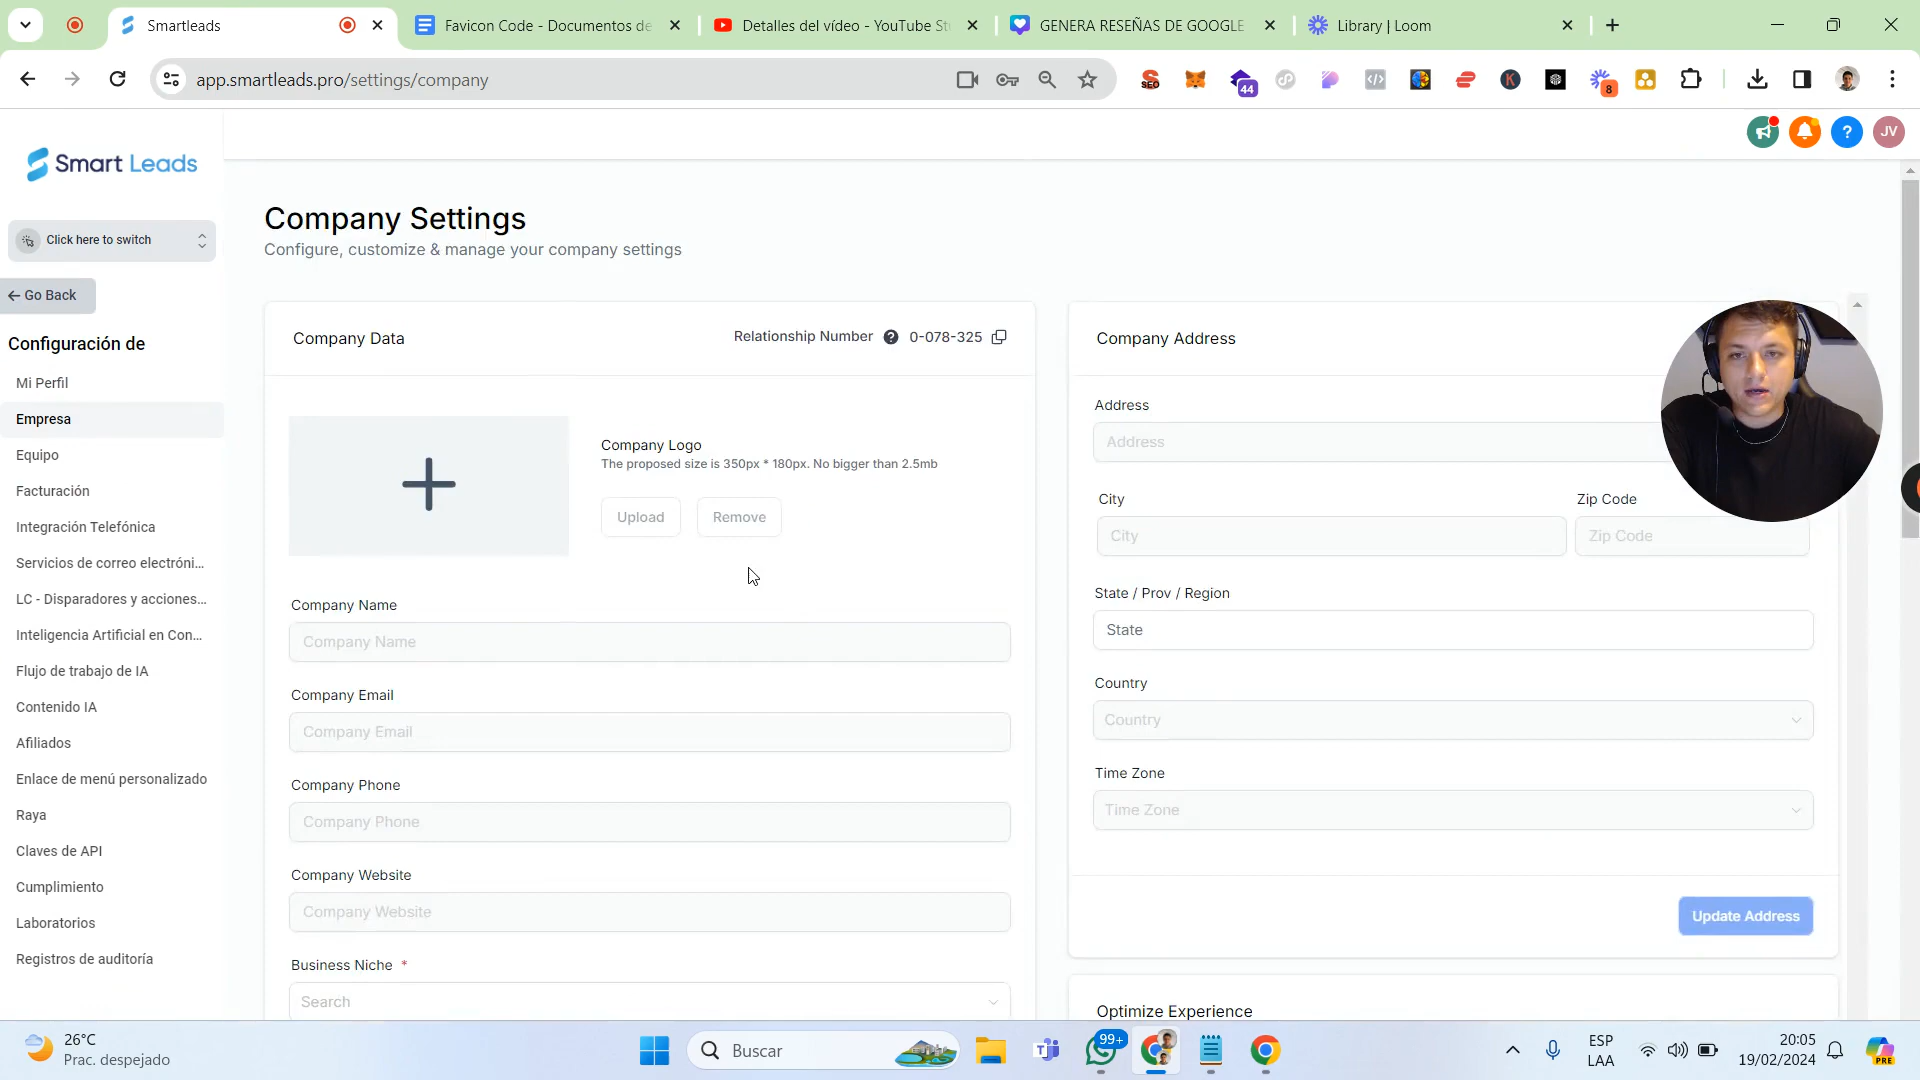 Smartleads
Favicon Code - Documentos de
Detalles del vídeo - YouTube St
GENERA RESEÑAS DE GOOGLE
Library | Loom
app.smartleads.pro/settings/company
SEO
44
K
8
Smart Leads
?
JV
Click here to switch
Go Back
Configuración de
Mi Perfil
Empresa
Equipo
Facturación
Integración Telefónica
Servicios de correo electróni...
LC - Disparadores y acciones...
Inteligencia Artificial en Con...
Flujo de trabajo de IA
Contenido IA
Afiliados
Enlace de menú personalizado
Raya
Claves de API
Cumplimiento
Laboratorios
Registros de auditoría
Company Settings
Configure, customize & manage your company settings
Company Data
Relationship Number ? 0-078-325
Company Logo
The proposed size is 350px * 180px. No bigger than 2.5mb
Upload
Remove
Company Name
Company Name
Company Email
Company Email
Company Phone
Company Phone
Company Website
Company Website
Business Niche *
Search
Company Address
Address
Address
City
Zip Code
City
Zip Code
State / Prov / Region
State
Country
Country
Time Zone
Time Zone
Update Address
Optimize Experience
26°C
Prac. despejado
Buscar
99+
ESP
LAA
20:05
19/02/2024
PRE